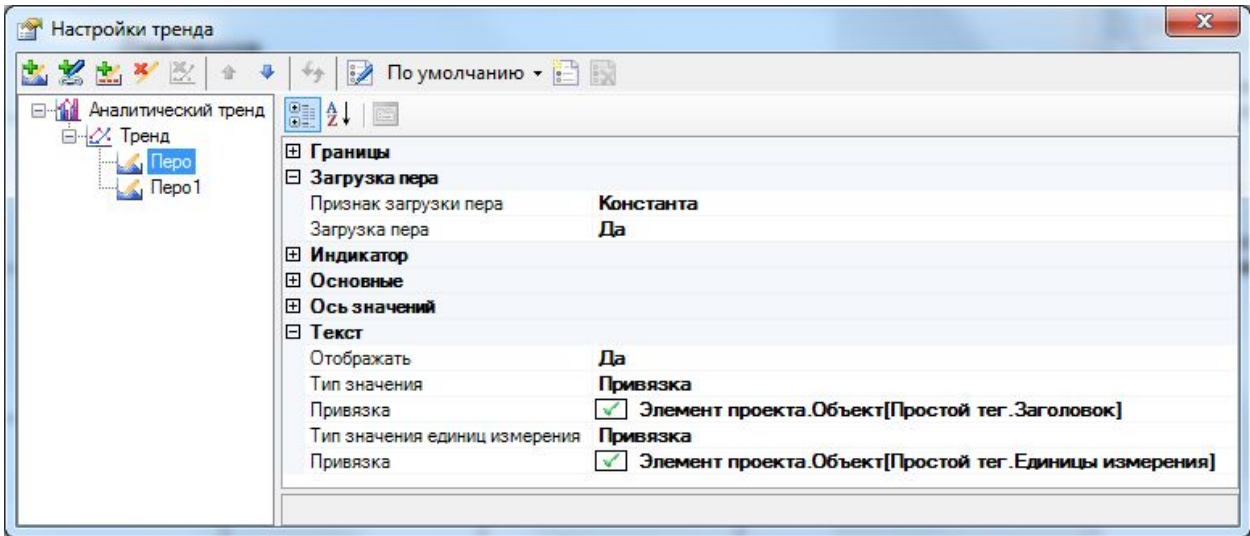 Настройки тренда
По умолчанию
Аналитический тренд
Тренд
Перо
Перо1
Границы
Загрузка пера
Признак загрузки пера Константа
Загрузка пера Да
Индикатор
Основные
Ось значений
Текст
Отображать Да
Тип значения Привязка
Привязка Элемент проекта.Объект[Простой тег.Заголовок]
Тип значения единиц измерения Привязка
Привязка Элемент проекта.Объект[Простой тег.Единицы измерения]